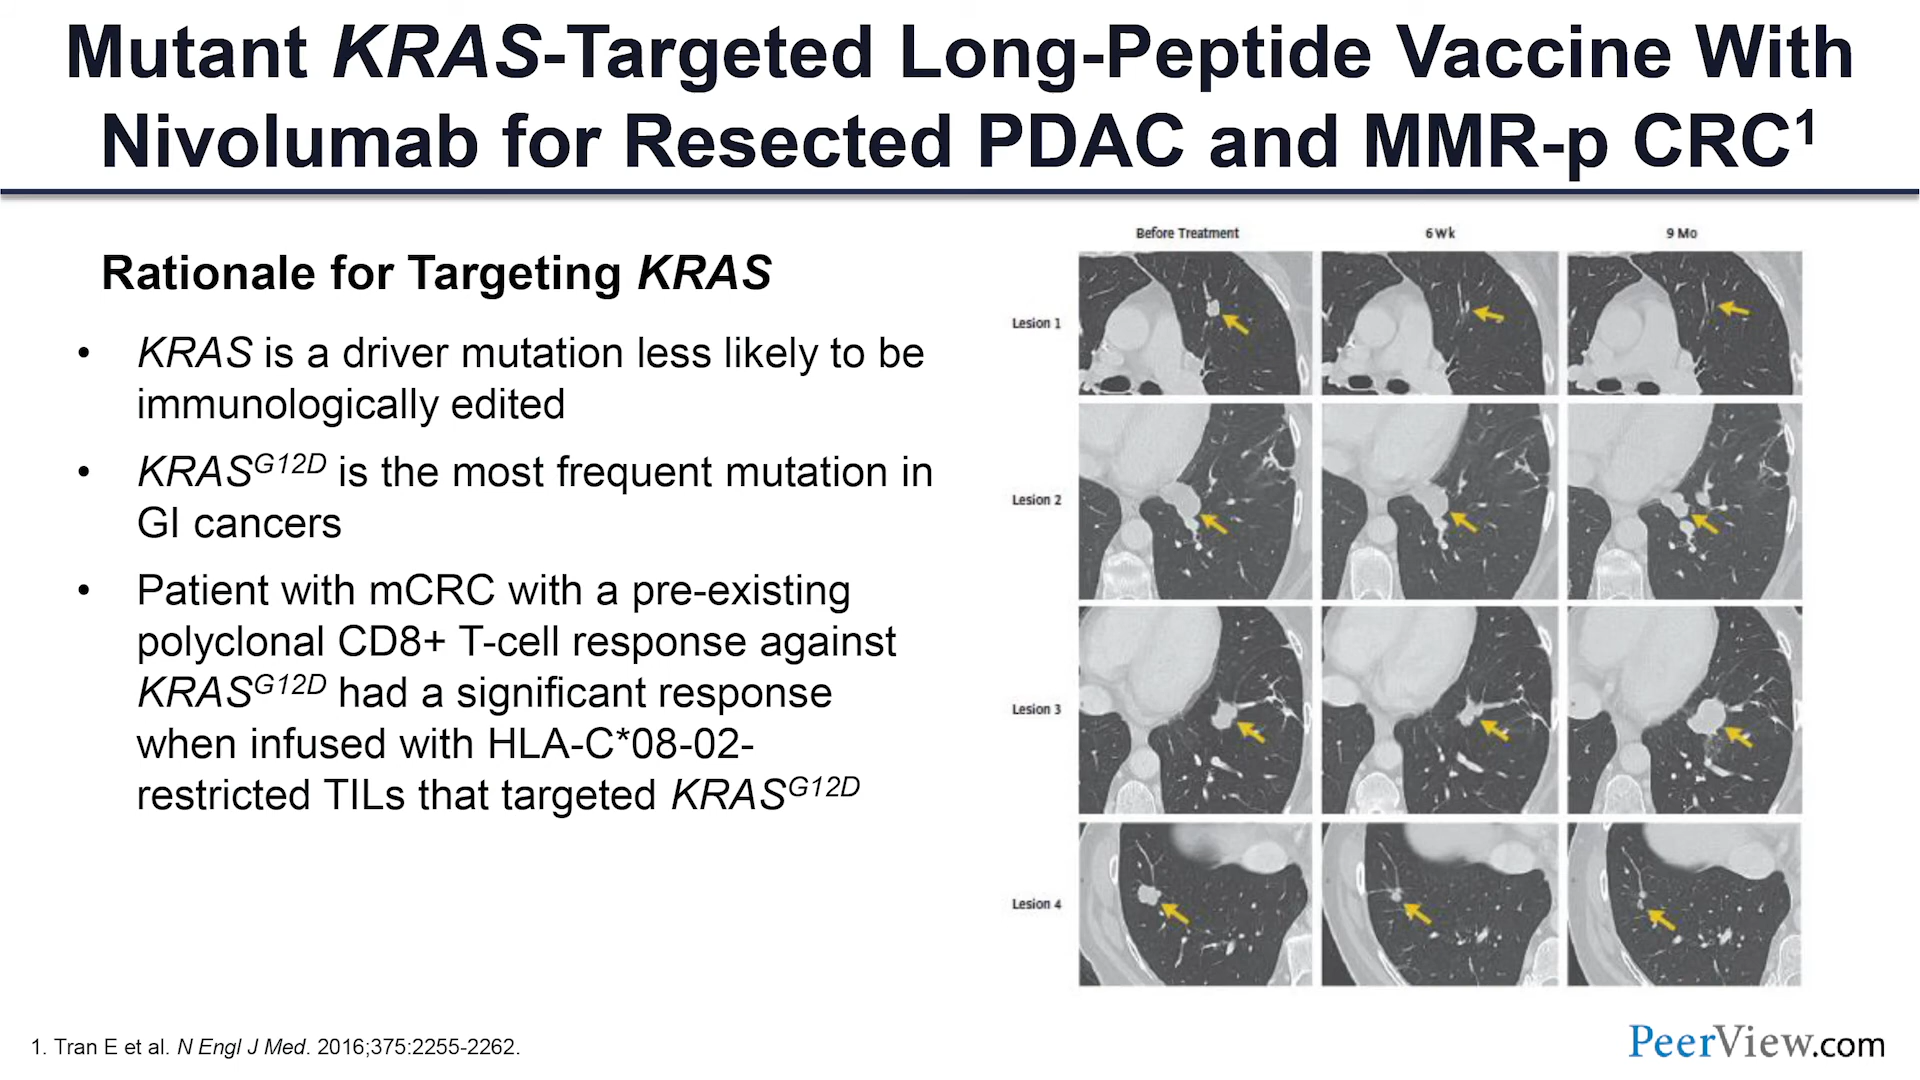 Mutant KRAS-Targeted Long-Peptide Vaccine With
Nivolumab for Resected PDAC and MMR-p CRC1
Rationale for Targeting KRAS
• KRAS is a driver mutation less likely to be
immunologically edited
• KRASG12D is the most frequent mutation in
GI cancers
• Patient with mCRC with a pre-existing
polyclonal CD8+ T-cell response against
KRASG12D had a significant response
when infused with HLA-C*08-02-
restricted TILs that targeted KRASG12D
Before Treatment 6 Wk 9 Mo
Lesion 1
Lesion 2
Lesion 3
Lesion 4
1. Tran E et al. N Engl J Med. 2016;375:2255-2262.
PeerView.com